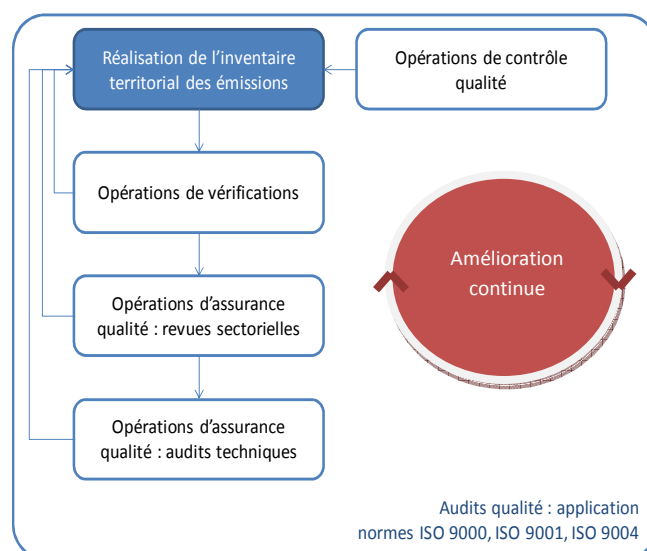 Réalisation de l'inventaire
territorial des émissions
Opérations de contrôle
qualité
Opérations de vérifications
Amélioration
continue
Opérations d'assurance
qualité : revues sectorielles
Opérations d'assurance
qualité : audits techniques
Audits qualité : application
normes ISO 9000, ISO 9001, ISO 9004